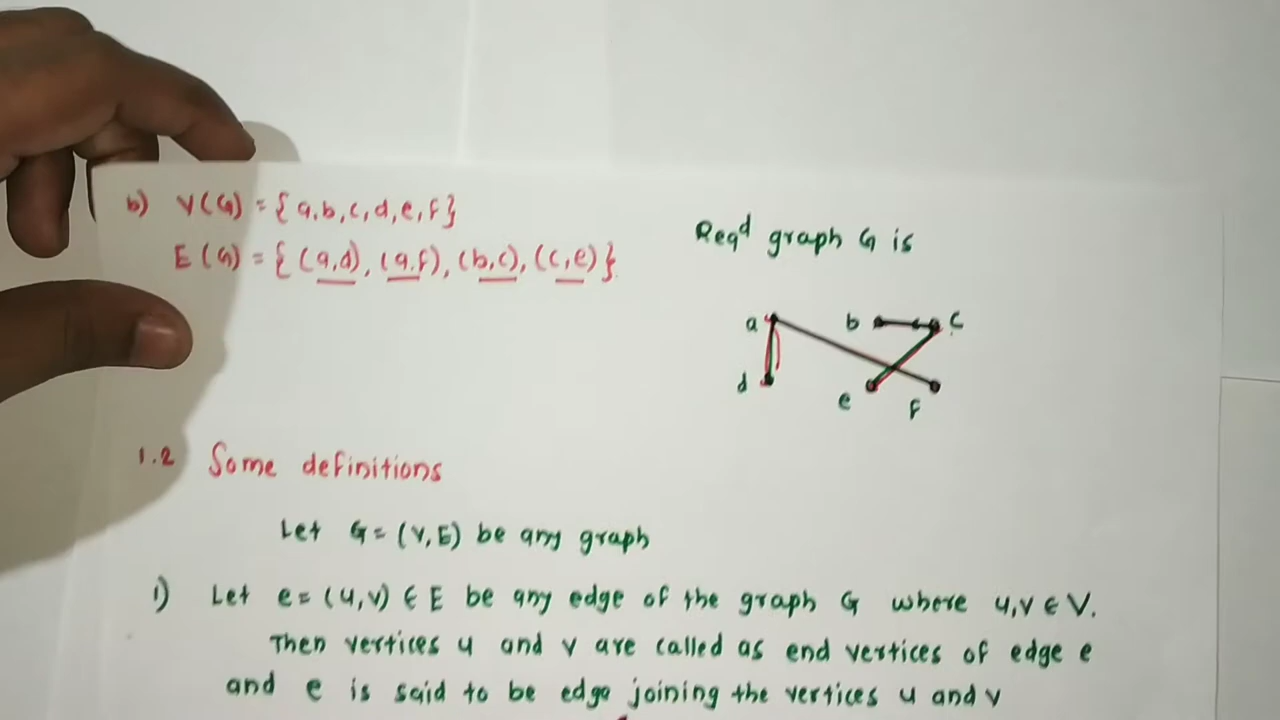 b) V(G) = {a,b,c,d,e,f}
E(G) = {(a,d), (a,f), (b,c), (c,e)}
Reqd graph G is
a b c
d e f
1.2 Some definitions
Let G = (V,E) be any graph
1) Let e = (u,v) ∈ E be any edge of the graph G where u,v ∈ V.
Then vertices u and v are called as end vertices of edge e
and e is said to be edge joining the vertices u and v